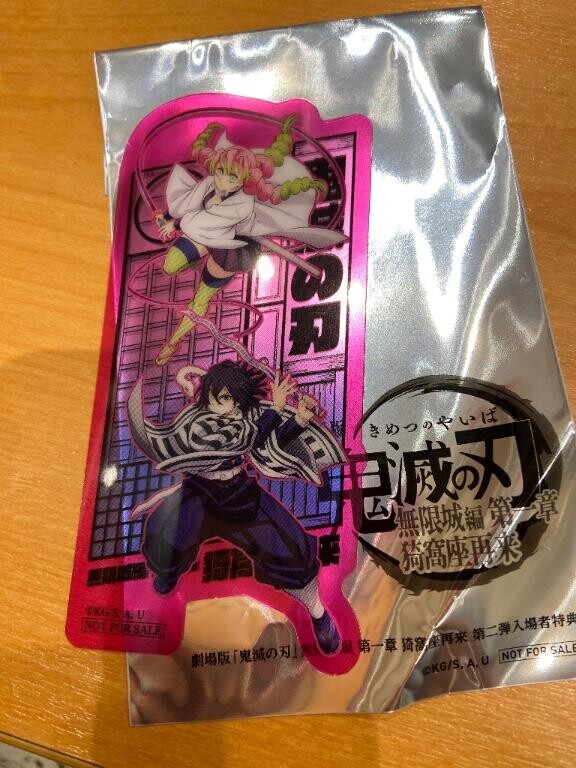 の刃
©KG/S, A, U
NOT FOR SALE
きめつのやいば
滅の刃
無限城編 第一章
猗窩座再来
劇場版「鬼滅の刃」 編 第一章 猗窩座再来 第二弾入場者特典
©KG/S, A, U NOT FOR SALE